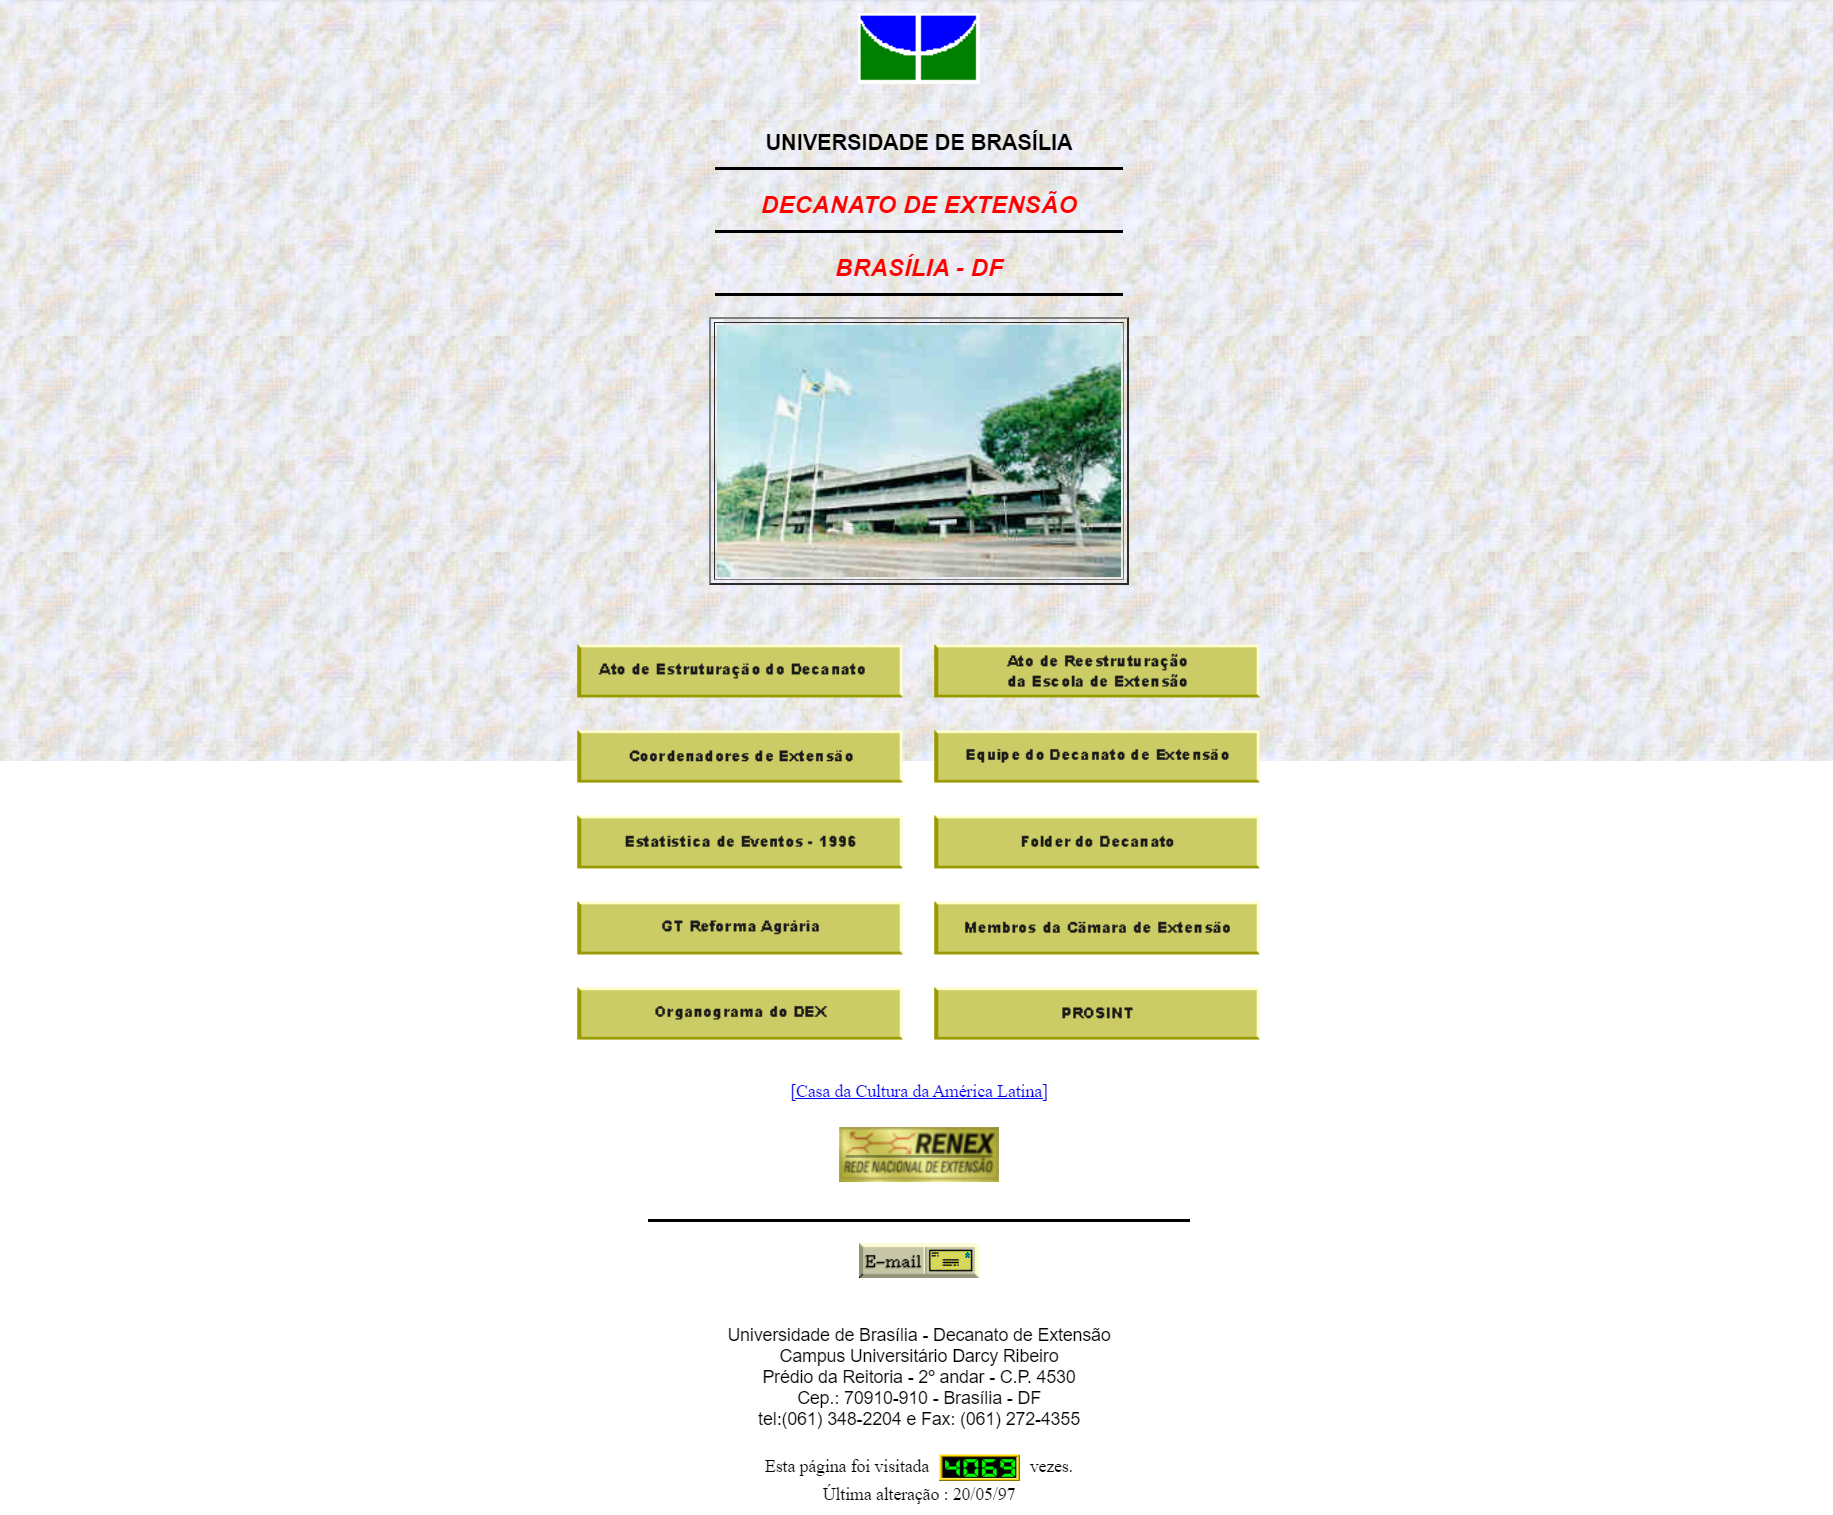 UNIVERSIDADE DE BRASÍLIA
DECANATO DE EXTENSÃO
BRASÍLIA - DF
Ato de Estruturação do Decanato
Ato de Reestruturação
da Escola de Extensão
Coordenadores de Extensão
Equipe do Decanato de Extensão
Estatistica de Eventos - 1996
Folder do Decanato
GT Reforma Agrária
Membros da Câmara de Extensão
Organograma do DEX
PROSINT
[Casa da Cultura da América Latina]
RENEX
REDE NACIONAL DE EXTENSÃO
E-mail
Universidade de Brasília - Decanato de Extensão
Campus Universitário Darcy Ribeiro
Prédio da Reitoria - 2º andar - C.P. 4530
Cep.: 70910-910 - Brasília - DF
tel:(061) 348-2204 e Fax: (061) 272-4355
Esta página foi visitada 4069 vezes.
Última alteração : 20/05/97